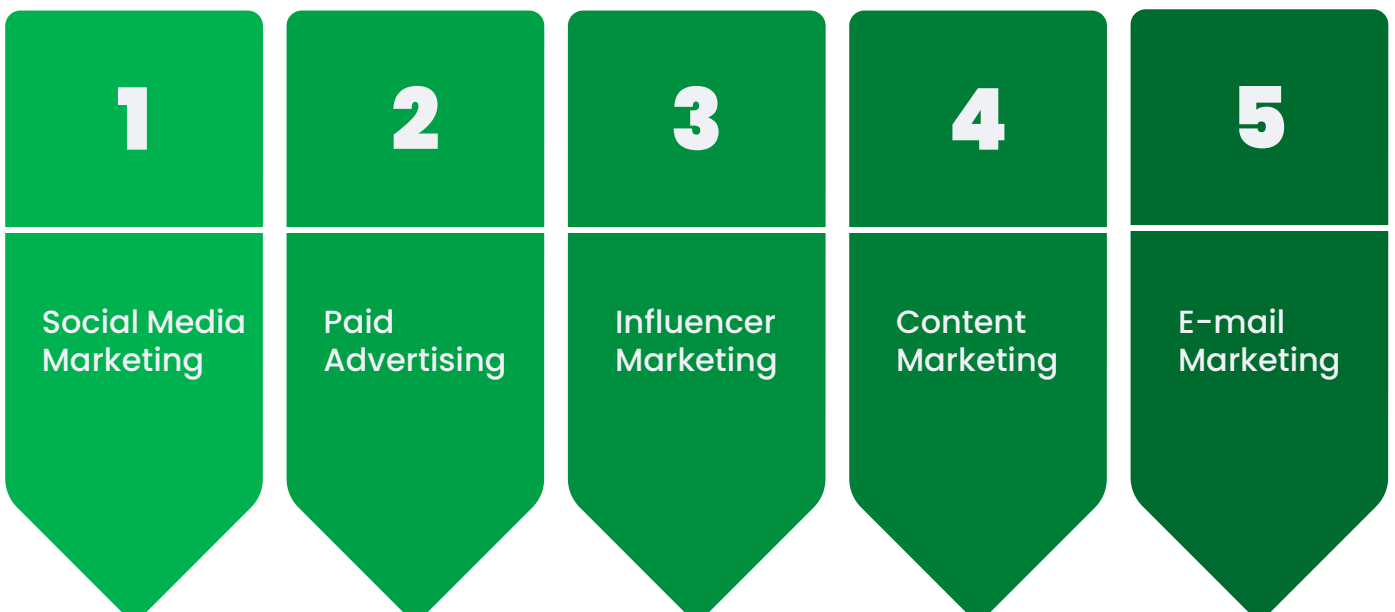 1
Social Media
Marketing
2
Paid
Advertising
3
Influencer
Marketing
4
Content
Marketing
5
E-mail
Marketing